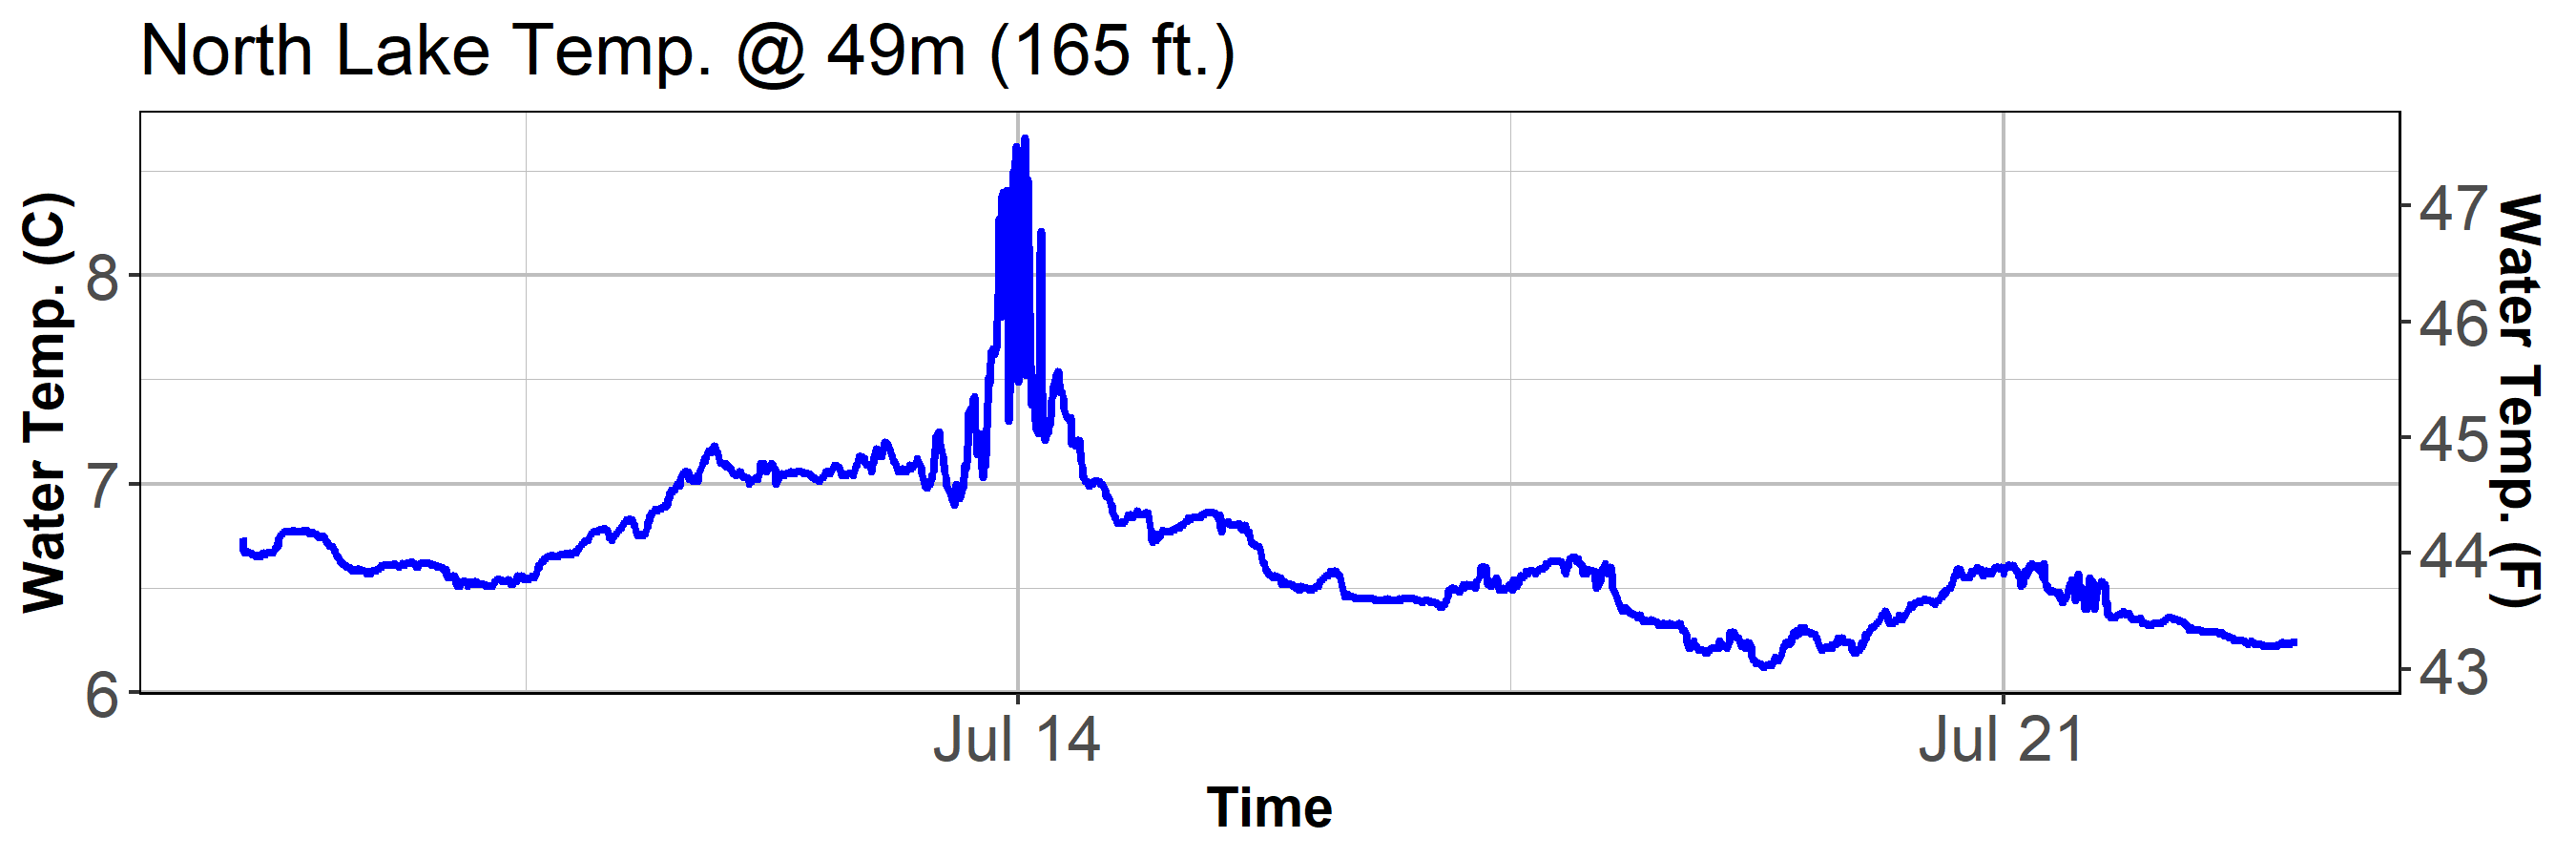 North Lake Temp. @ 49m (165 ft.)
Water Temp. (C)
8
7
6
47
46
45
44
43
Water Temp. (F)
Jul 14
Jul 21
Time